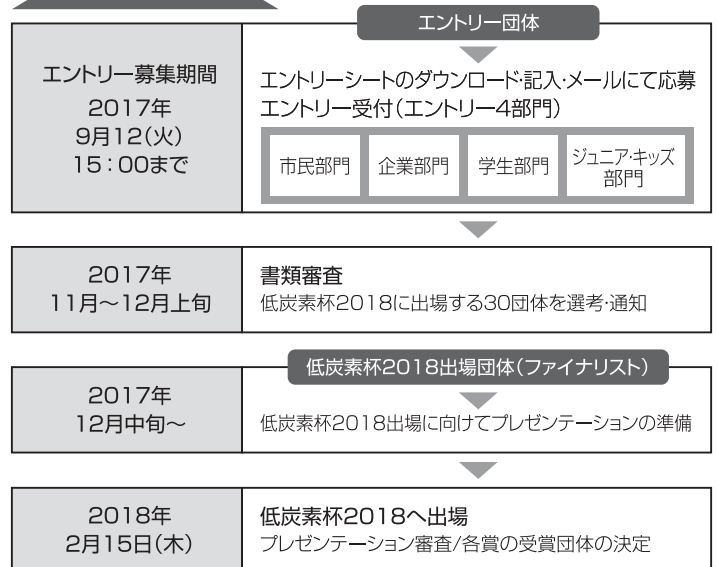 エントリー団体
エントリー募集期間
2017年
9月12(火)
15：00まで
エントリーシートのダウンロード・記入・メールにて応募
エントリー受付(エントリー4部門)
市民部門
企業部門
学生部門
ジュニア・キッズ
部門
2017年
11月～12月上旬
書類審査
低炭素杯2018に出場する30団体を選考・通知
低炭素杯2018出場団体(ファイナリスト)
2017年
12月中旬～
低炭素杯2018出場に向けてプレゼンテーションの準備
2018年
2月15日(木)
低炭素杯2018へ出場
プレゼンテーション審査/各賞の受賞団体の決定